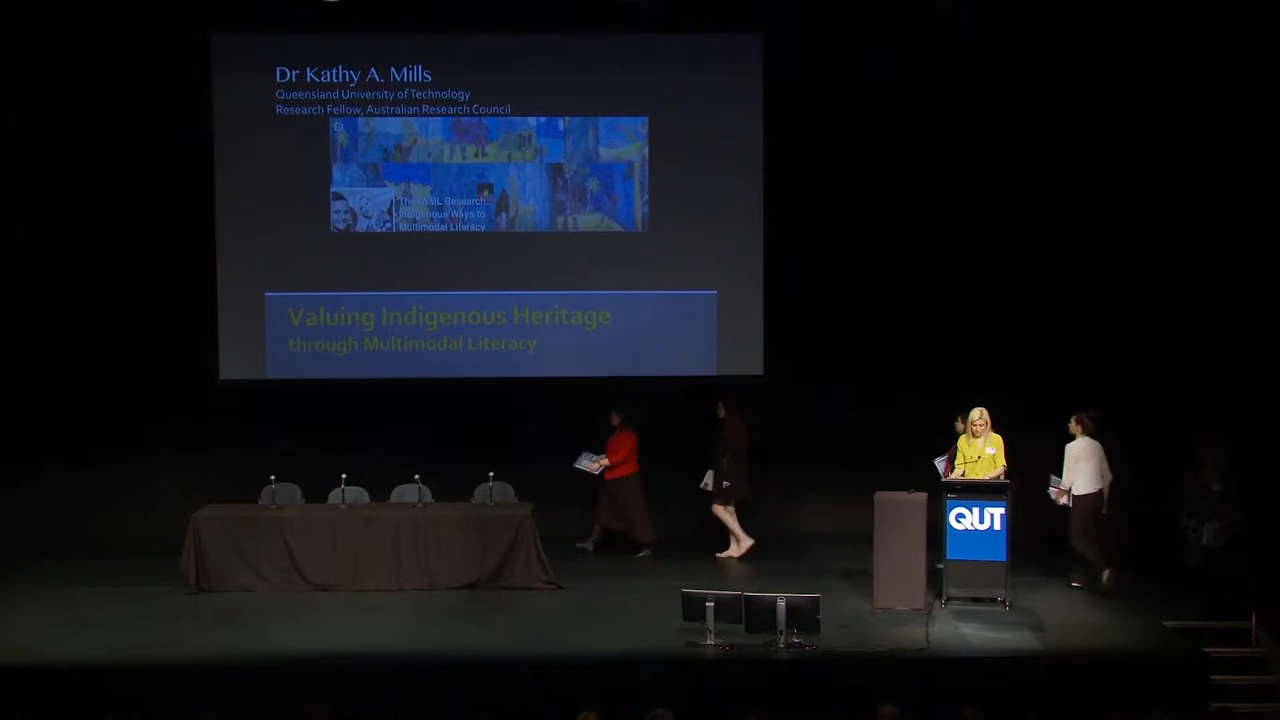 Dr Kathy A. Mills
Queensland University of Technology
Research Fellow, Australian Research Council
The IWML Research:
Indigenous Ways to
Multimodal Literacy
Valuing Indigenous Heritage
through Multimodal Literacy
QUT